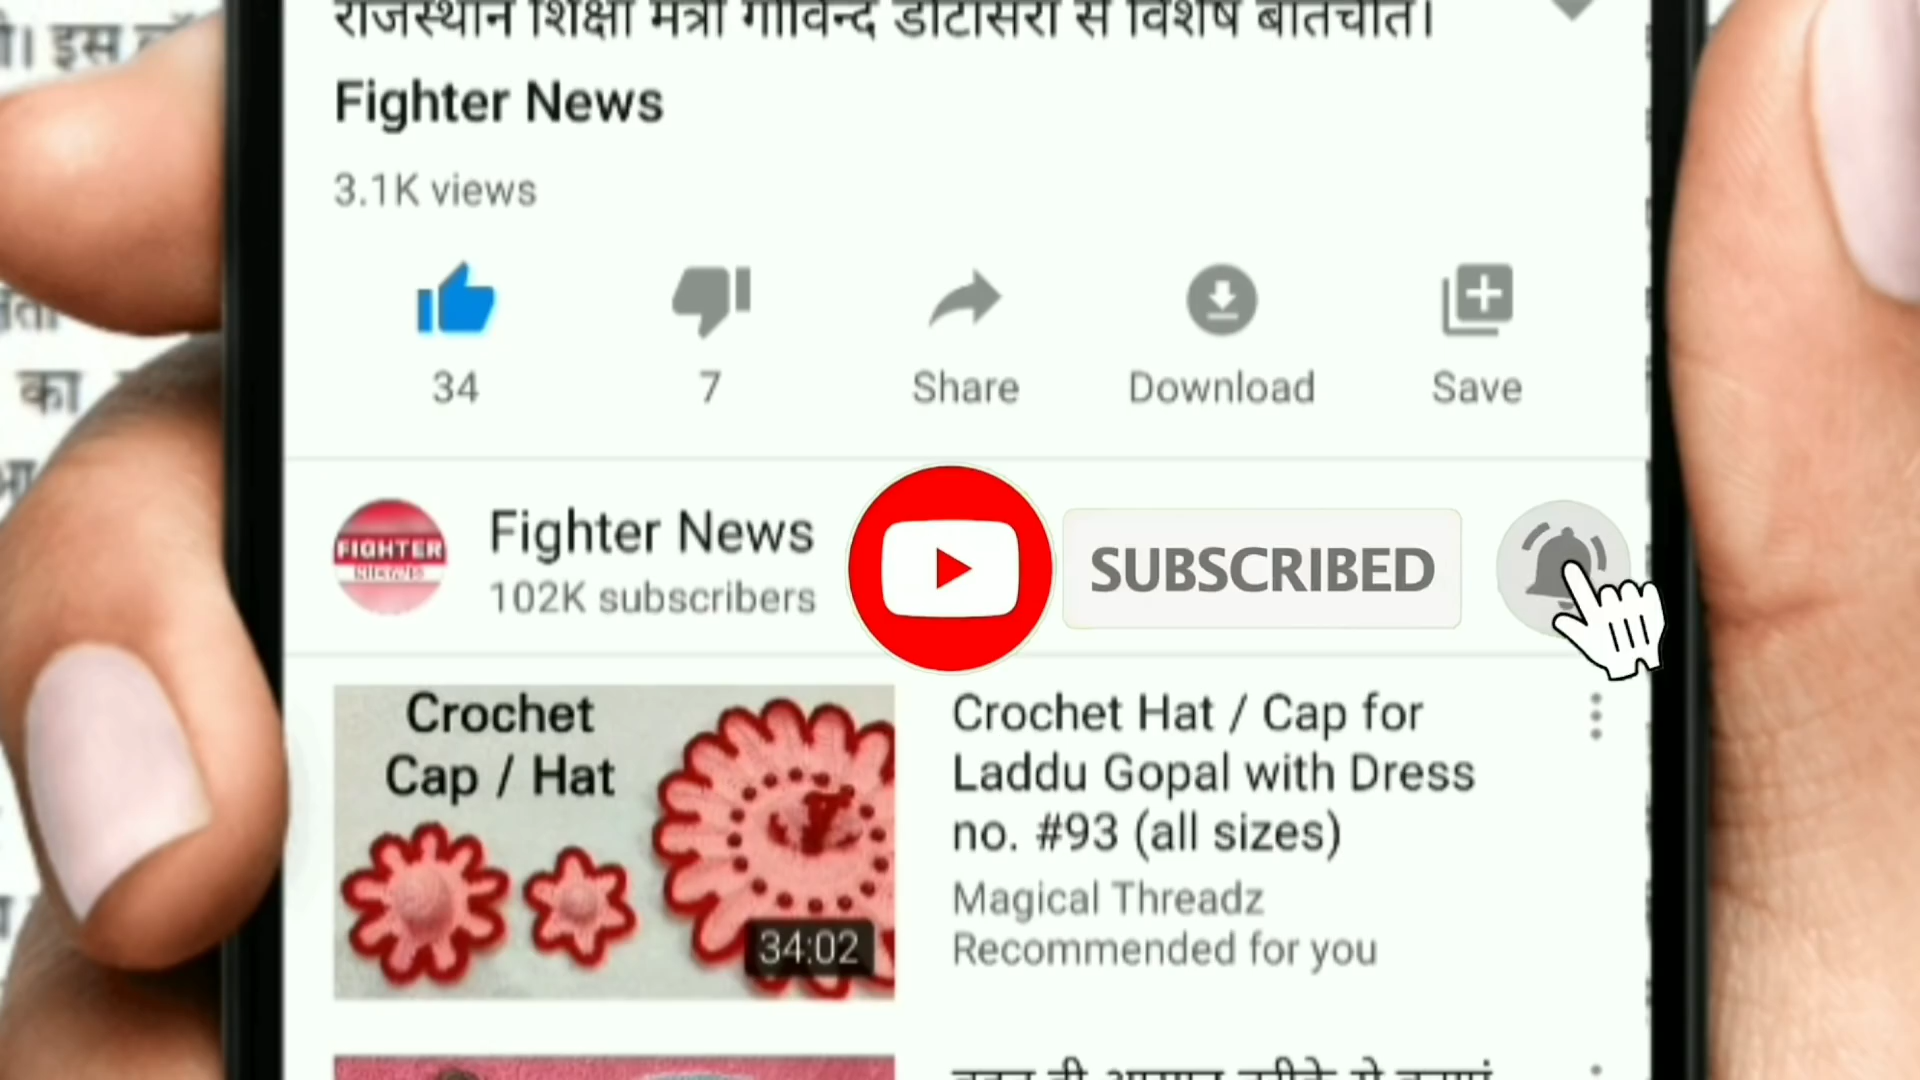 राजस्थान शिक्षा मंत्री गोविन्द डोटासरा से विशेष बातचीत।
Fighter News
3.1K views
34
7
Share
Download
Save
Fighter News
102K subscribers
FIGHTER
SUBSCRIBED
Crochet
Cap / Hat
34:02
Crochet Hat / Cap for
Laddu Gopal with Dress
no. #93 (all sizes)
Magical Threadz
Recommended for you
इस
का